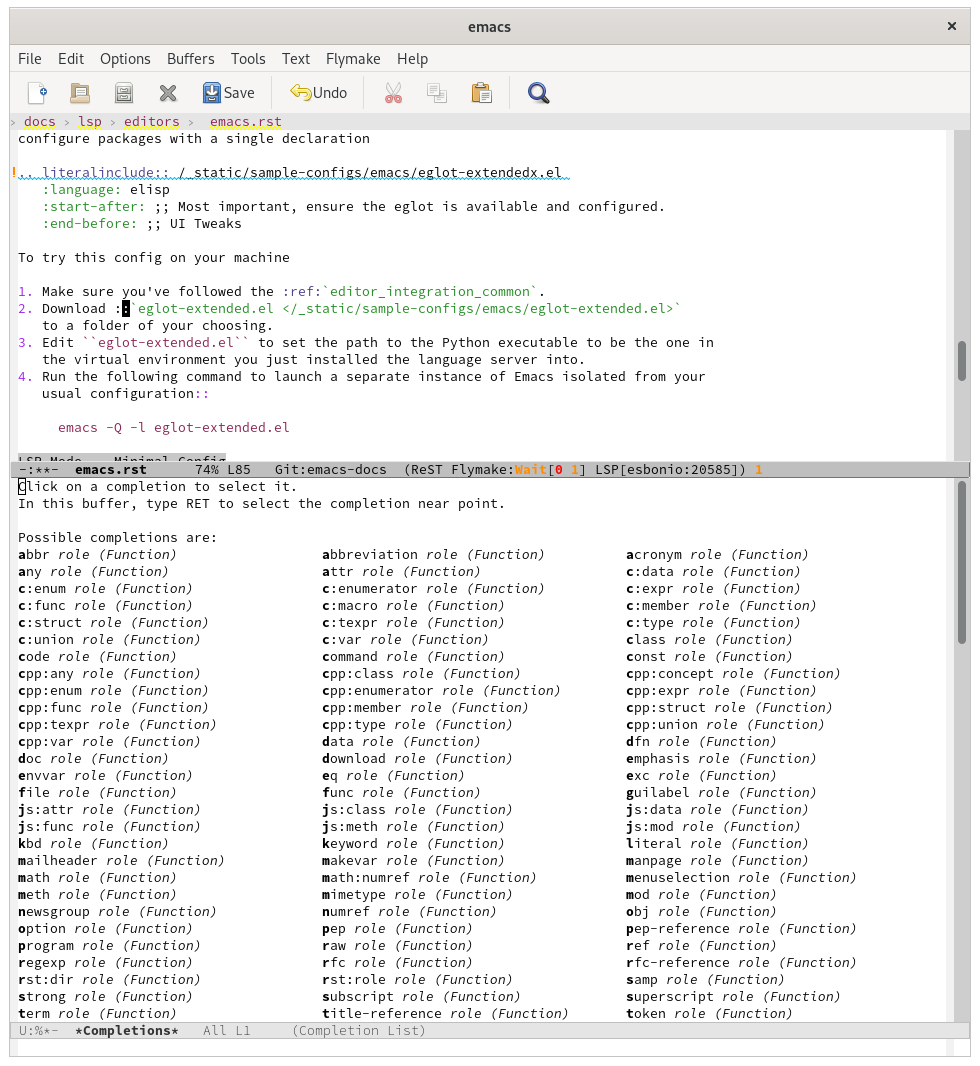 emacs ×
File Edit Options Buffers Tools Text Flymake Help
Save Undo
> docs > lsp > editors > emacs.rst
configure packages with a single declaration
!.. literalinclude:: /_static/sample-configs/emacs/eglot-extendedx.el
:language: elisp
:start-after: ;; Most important, ensure the eglot is available and configured.
:end-before: ;; UI Tweaks
To try this config on your machine
1. Make sure you've followed the :ref:`editor_integration_common`.
2. Download ::`eglot-extended.el </_static/sample-configs/emacs/eglot-extended.el>`
to a folder of your choosing.
3. Edit ``eglot-extended.el`` to set the path to the Python executable to be the one in
the virtual environment you just installed the language server into.
4. Run the following command to launch a separate instance of Emacs isolated from your
usual configuration::
emacs -Q -l eglot-extended.el
LSP Mode Minimal Config
-:**- emacs.rst 74% L85 Git:emacs-docs (ReST Flymake:Wait[0 1] LSP[esbonio:20585]) 1
Click on a completion to select it.
In this buffer, type RET to select the completion near point.
Possible completions are:
abbr role (Function) abbreviation role (Function) acronym role (Function)
any role (Function) attr role (Function) c:data role (Function)
c:enum role (Function) c:enumerator role (Function) c:expr role (Function)
c:func role (Function) c:macro role (Function) c:member role (Function)
c:struct role (Function) c:texpr role (Function) c:type role (Function)
c:union role (Function) c:var role (Function) class role (Function)
code role (Function) command role (Function) const role (Function)
cpp:any role (Function) cpp:class role (Function) cpp:concept role (Function)
cpp:enum role (Function) cpp:enumerator role (Function) cpp:expr role (Function)
cpp:func role (Function) cpp:member role (Function) cpp:struct role (Function)
cpp:texpr role (Function) cpp:type role (Function) cpp:union role (Function)
cpp:var role (Function) data role (Function) dfn role (Function)
doc role (Function) download role (Function) emphasis role (Function)
envvar role (Function) eq role (Function) exc role (Function)
file role (Function) func role (Function) guilabel role (Function)
js:attr role (Function) js:class role (Function) js:data role (Function)
js:func role (Function) js:meth role (Function) js:mod role (Function)
kbd role (Function) keyword role (Function) literal role (Function)
mailheader role (Function) makevar role (Function) manpage role (Function)
math role (Function) math:numref role (Function) menuselection role (Function)
meth role (Function) mimetype role (Function) mod role (Function)
newsgroup role (Function) numref role (Function) obj role (Function)
option role (Function) pep role (Function) pep-reference role (Function)
program role (Function) raw role (Function) ref role (Function)
regexp role (Function) rfc role (Function) rfc-reference role (Function)
rst:dir role (Function) rst:role role (Function) samp role (Function)
strong role (Function) subscript role (Function) superscript role (Function)
term role (Function) title-reference role (Function) token role (Function)
U:%*- *Completions* All L1 (Completion List)